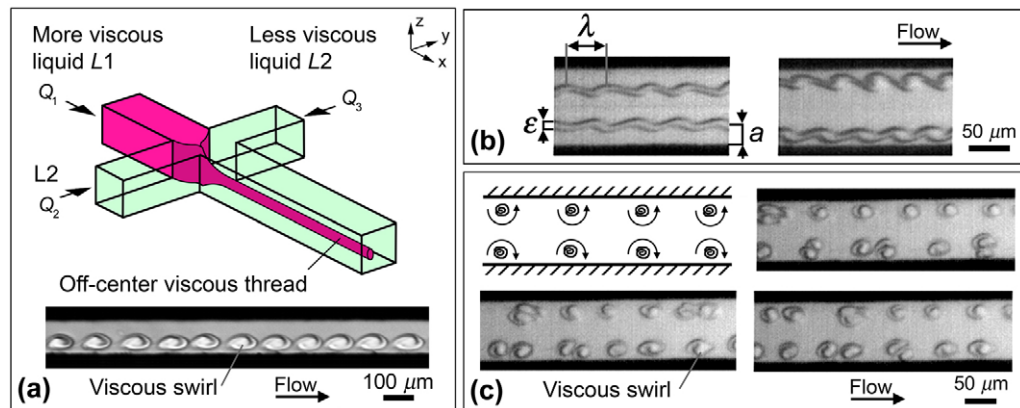 More viscous
liquid L1
Less viscous
liquid L2
z
y
x
Q1
Q3
L2
Q2
Off-center viscous thread
Viscous swirl
(a)
Flow
100 μm
λ
Flow
ε
a
(b)
50 μm
Viscous swirl
Flow
(c)
50 μm